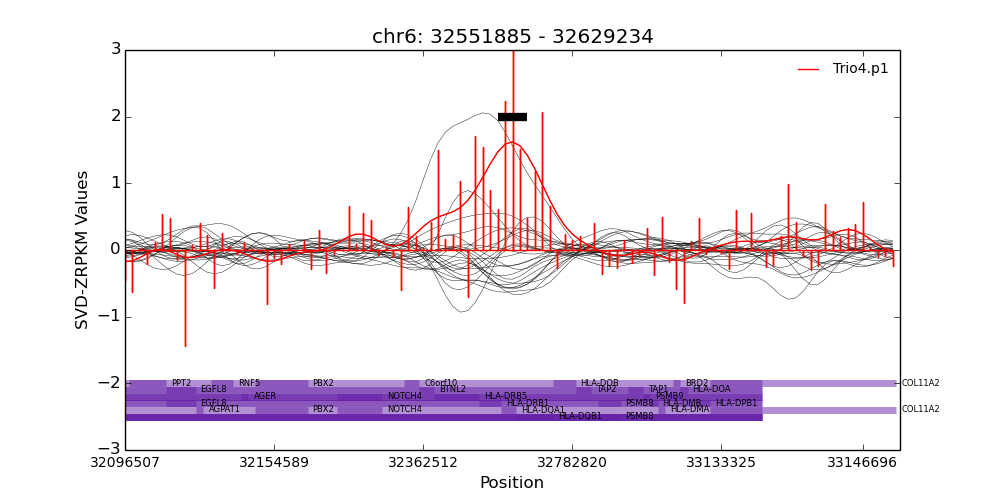 chr6: 32551885 - 32629234
Trio4.p1
SVD-ZRPKM Values
3
2
1
0
−1
−2
−3
PPT2 RNF5 PBX2 C6orf10 HLA-DOB BRD2 COL11A2
EGFL8 BTNL2 TAP2 TAP1 HLA-DOA
AGER NOTCH4 HLA-DRB5 PSMB9
EGFL8 HLA-DRB1 PSMB8 HLA-DMB HLA-DPB1
AGPAT1 PBX2 NOTCH4 HLA-DQA1 HLA-DMA COL11A2
HLA-DQB1 PSMB8
32096507 32154589 32362512 32782820 33133325 33146696
Position